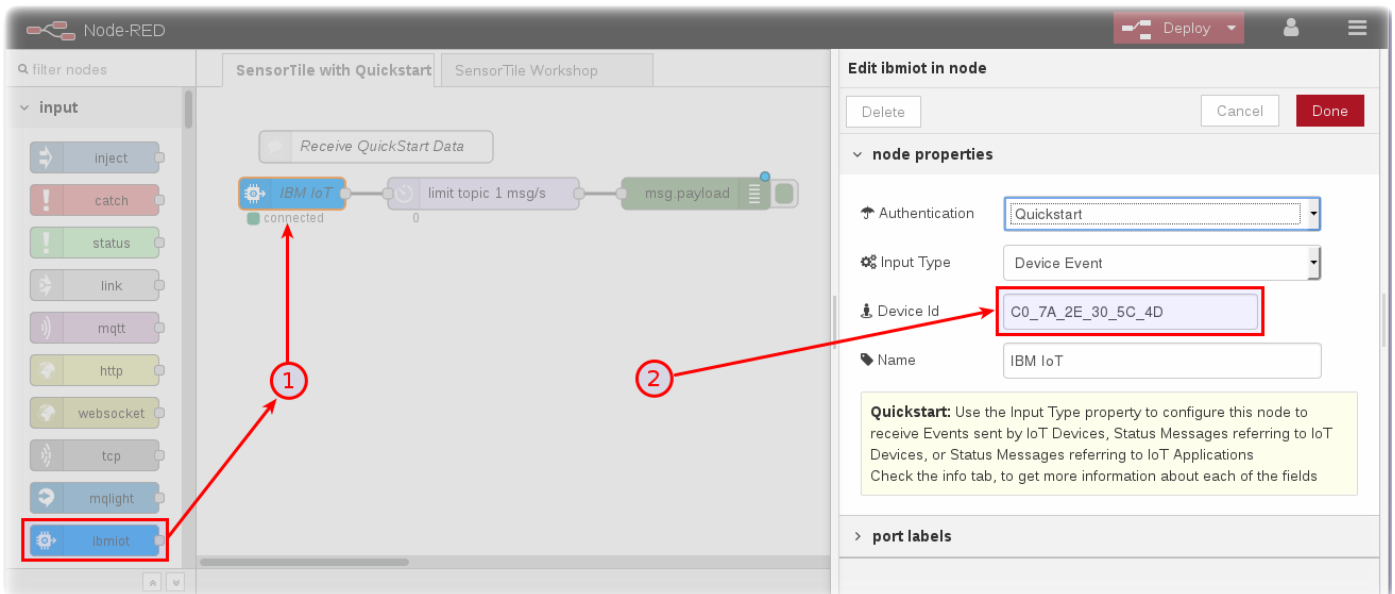 Node-RED
Deploy
filter nodes
SensorTile with Quickstart
SensorTile Workshop
input
inject
catch
status
link
mqtt
http
websocket
tcp
mqlight
ibmiot
Receive QuickStart Data
IBM IoT
limit topic 1 msg/s
msg.payload
connected
0
1
2
Edit ibmiot in node
Delete
Cancel
Done
node properties
Authentication
Quickstart
Input Type
Device Event
Device Id
C0_7A_2E_30_5C_4D
Name
IBM IoT
Quickstart: Use the Input Type property to configure this node to
receive Events sent by IoT Devices, Status Messages referring to IoT
Devices, or Status Messages referring to IoT Applications
Check the info tab, to get more information about each of the fields
port labels